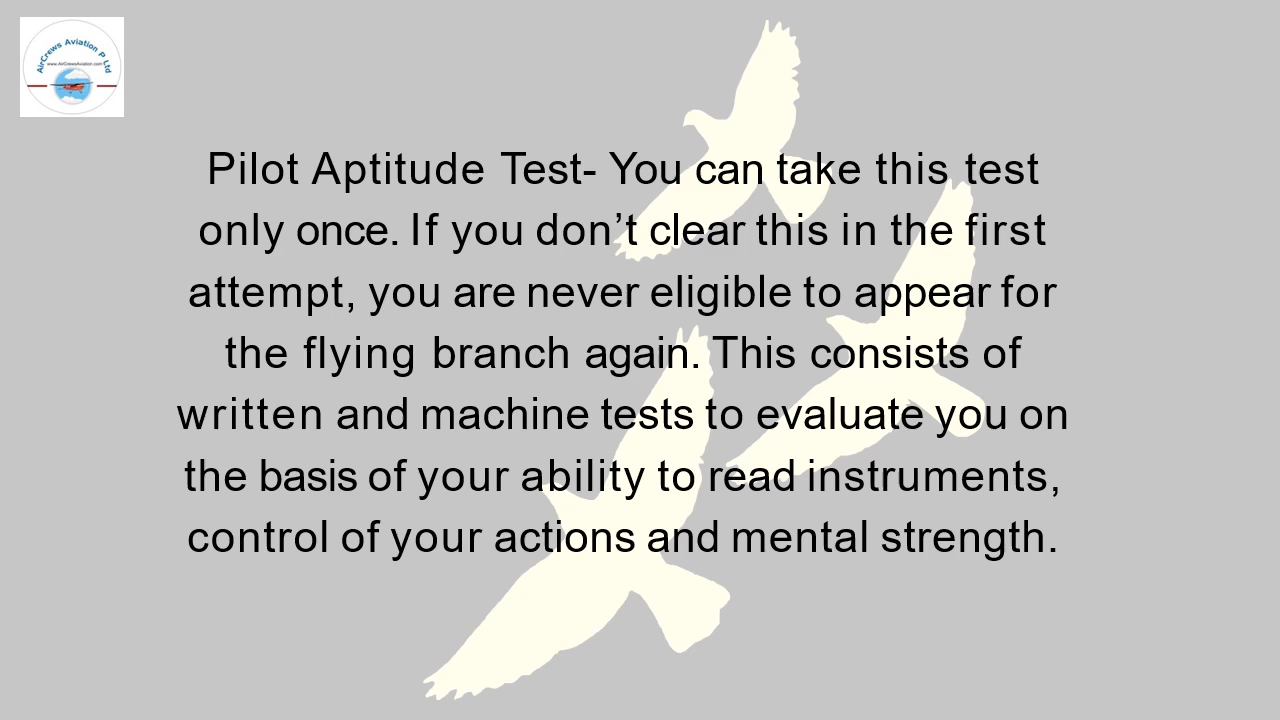 AirCrews Aviation P Ltd
www.AirCrewsAviation.com
Pilot Aptitude Test- You can take this test
only once. If you don’t clear this in the first
attempt, you are never eligible to appear for
the flying branch again. This consists of
written and machine tests to evaluate you on
the basis of your ability to read instruments,
control of your actions and mental strength.